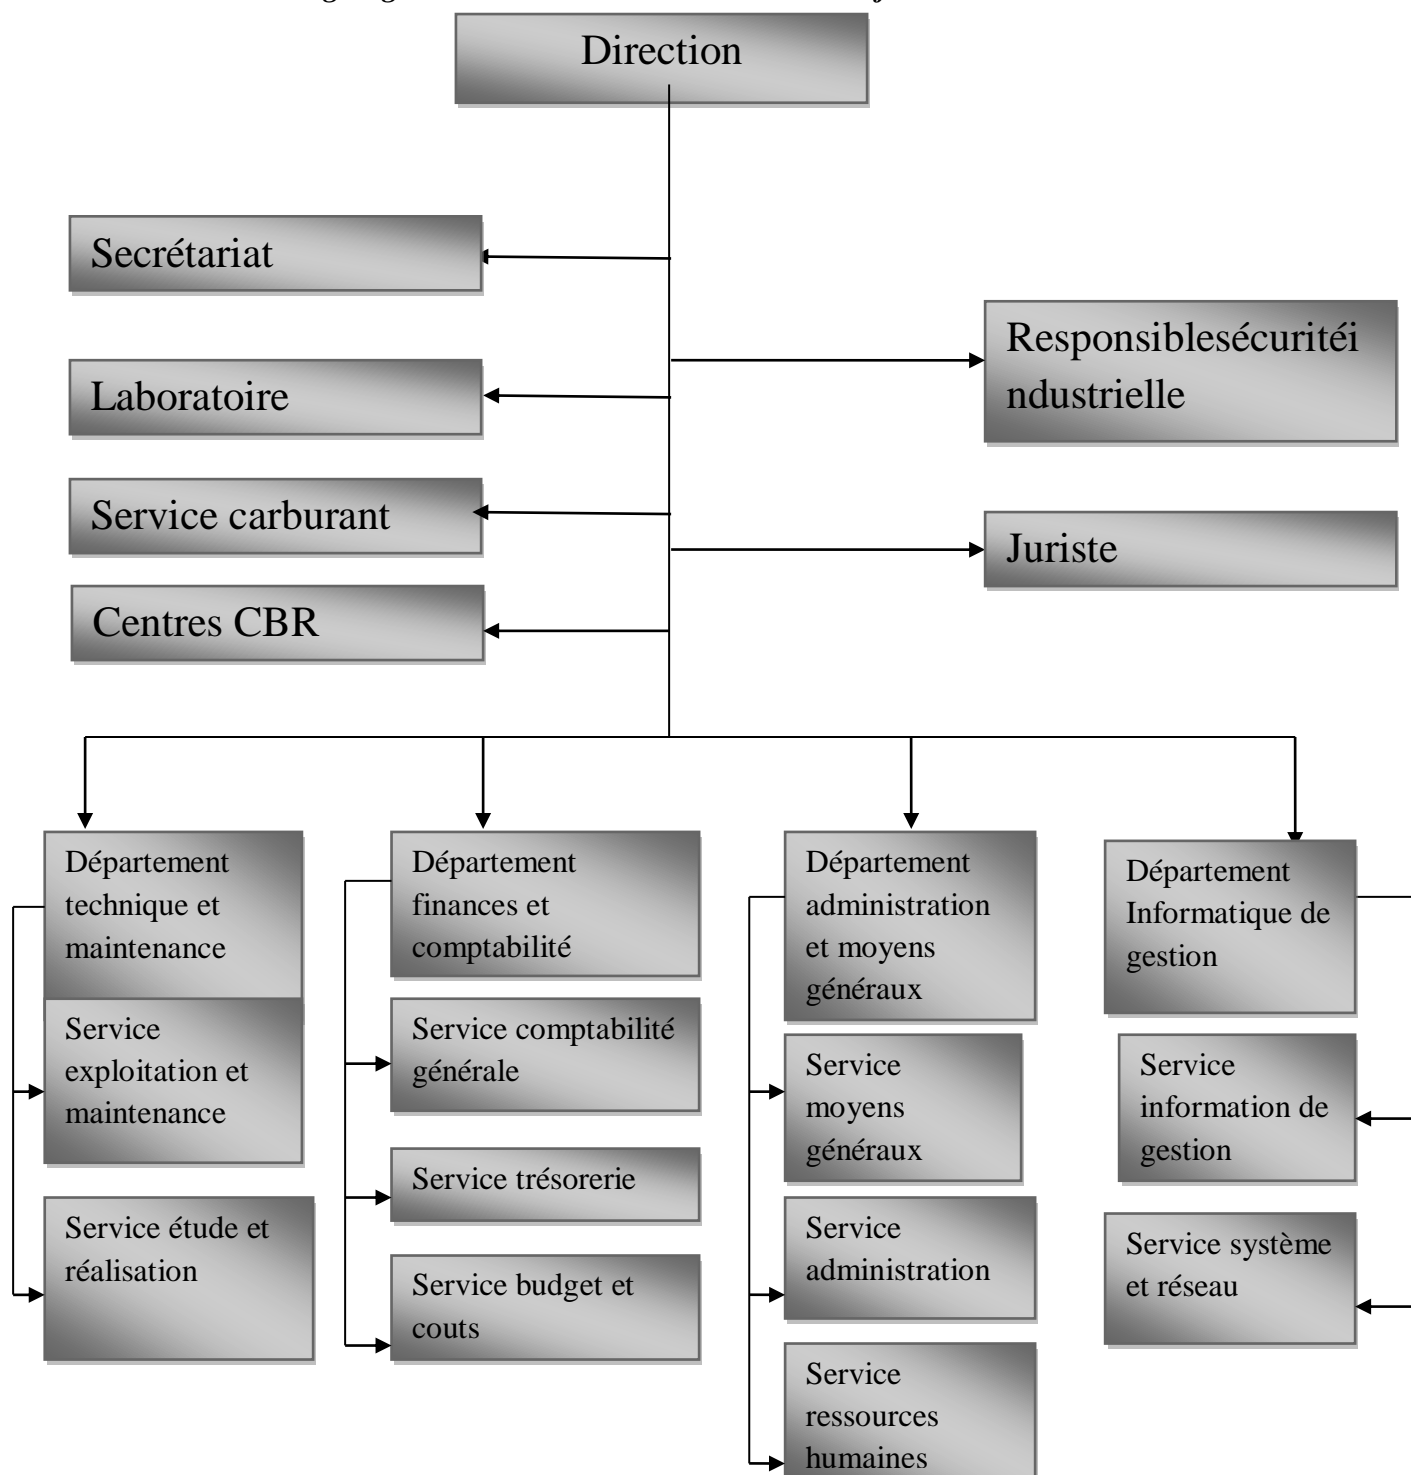 Direction
Secrétariat
Responsiblesécuritéi
ndustrielle
Laboratoire
Service carburant
Juriste
Centres CBR
Département
technique et
maintenance
Service
exploitation et
maintenance
Service étude et
réalisation
Département
finances et
comptabilité
Service comptabilité
générale
Service trésorerie
Service budget et
couts
Département
administration
et moyens
généraux
Service
moyens
généraux
Service
administration
Service
ressources
humaines
Département
Informatique de
gestion
Service
information de
gestion
Service système
et réseau